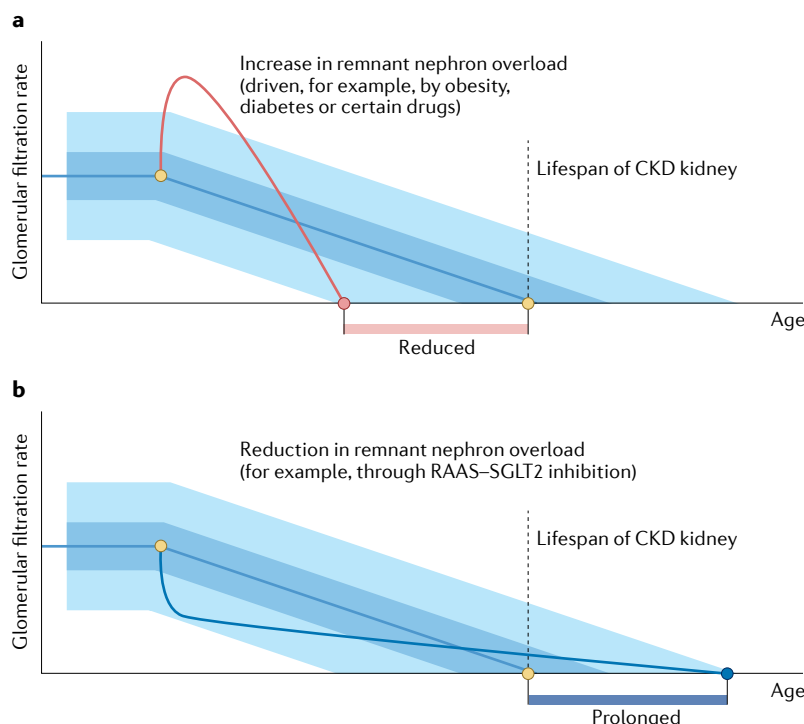 a
Glomerular filtration rate
Increase in remnant nephron overload
(driven, for example, by obesity,
diabetes or certain drugs)
Lifespan of CKD kidney
Age
Reduced
b
Glomerular filtration rate
Reduction in remnant nephron overload
(for example, through RAAS–SGLT2 inhibition)
Lifespan of CKD kidney
Age
Prolonged